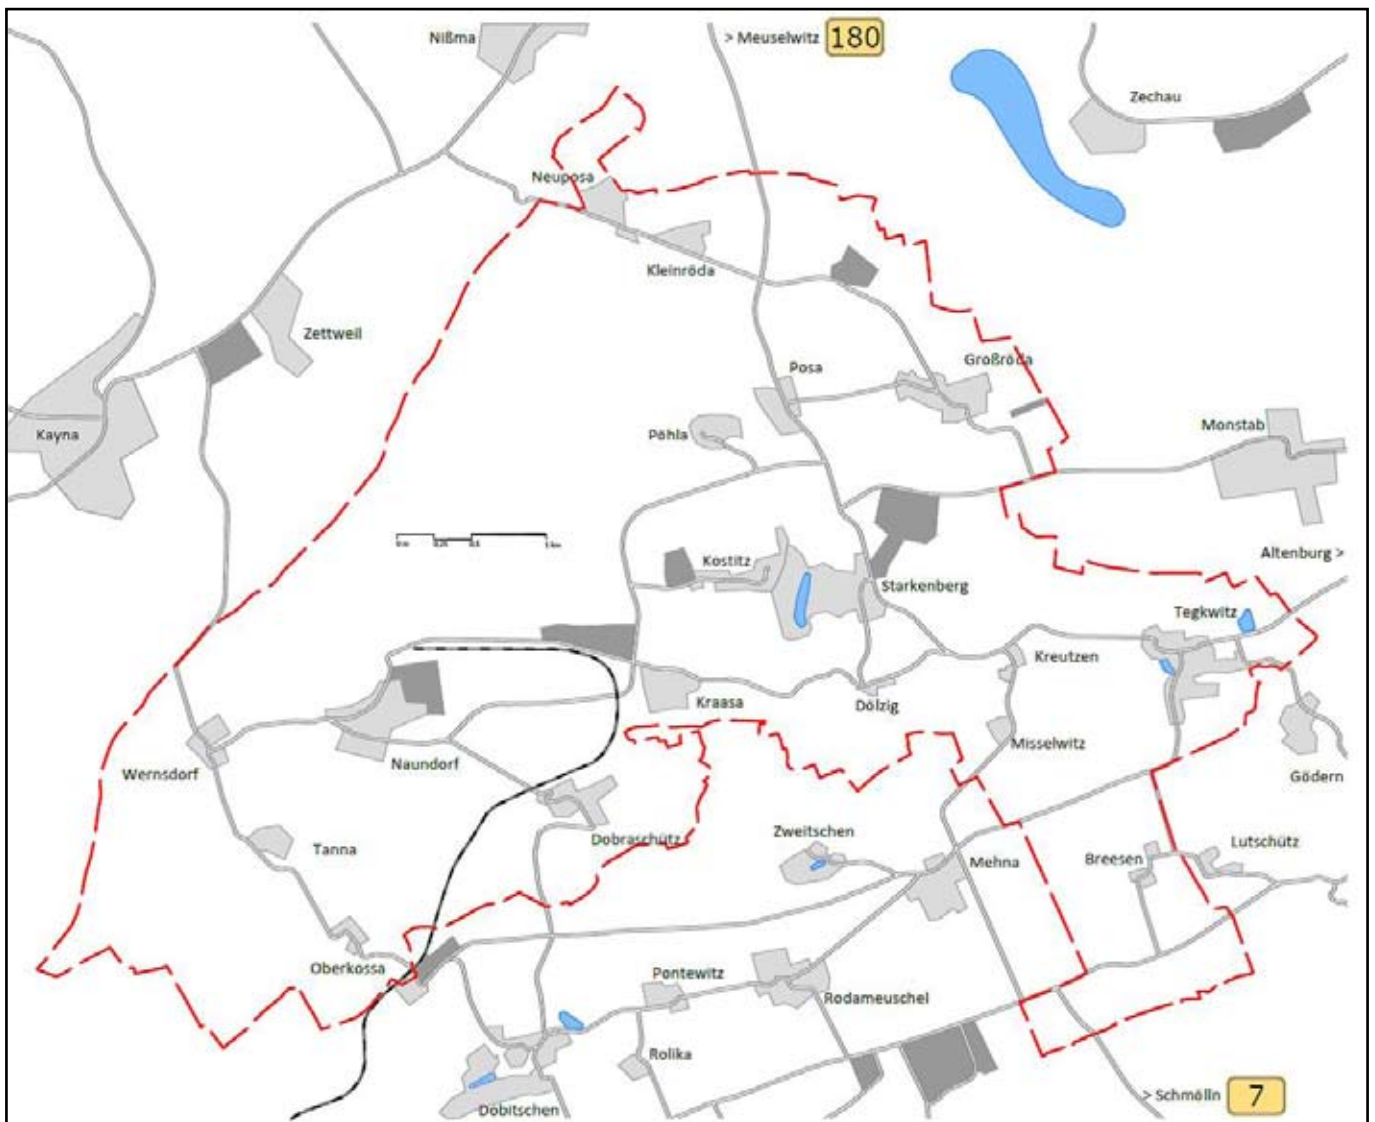 Nißma
> Meuselwitz 180
Zechau
Neuposa
Kleinröda
Zettweil
Großröda
Posa
Monstab
Kayna
Pöhla
Altenburg >
Kostitz
Starkenberg
Tegkwitz
Kreutzen
Kraasa
Dölzig
Misselwitz
Wernsdorf
Naundorf
Gödern
Dobraschütz
Zweitschen
Lutschütz
Tanna
Mehna
Breesen
Oberkossa
Pontewitz
Rodameuschel
Rolika
> Schmölln 7
Dobitschen